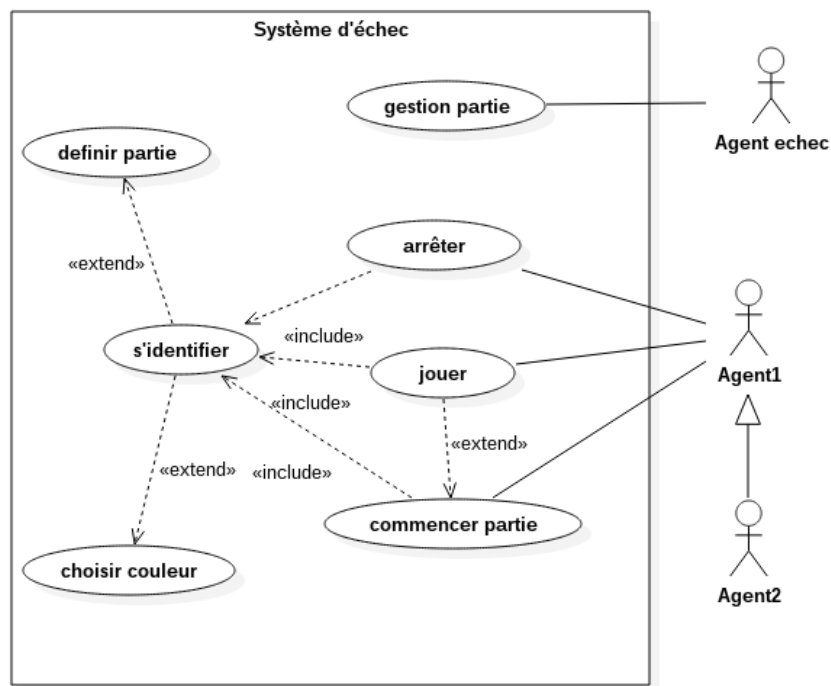 Système d'échec
gestion partie
Agent echec
definir partie
arrêter
«extend»
s'identifier
«include»
jouer
Agent1
«include»
«extend»
«extend»
«include»
commencer partie
choisir couleur
Agent2